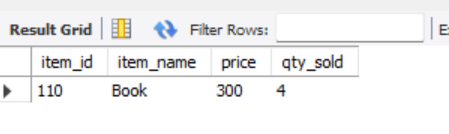 Result Grid Filter Rows:
item_id item_name price qty_sold
110 Book 300 4